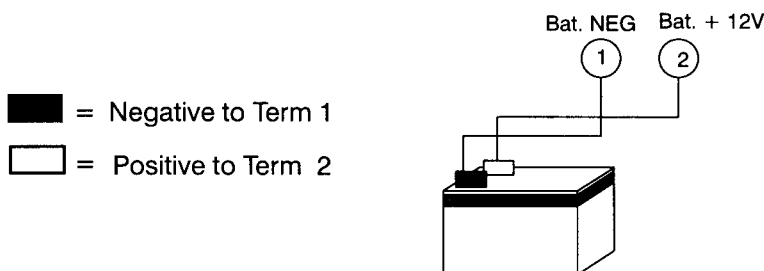 Bat. NEG Bat. + 12V
1 2
= Negative to Term 1
= Positive to Term 2